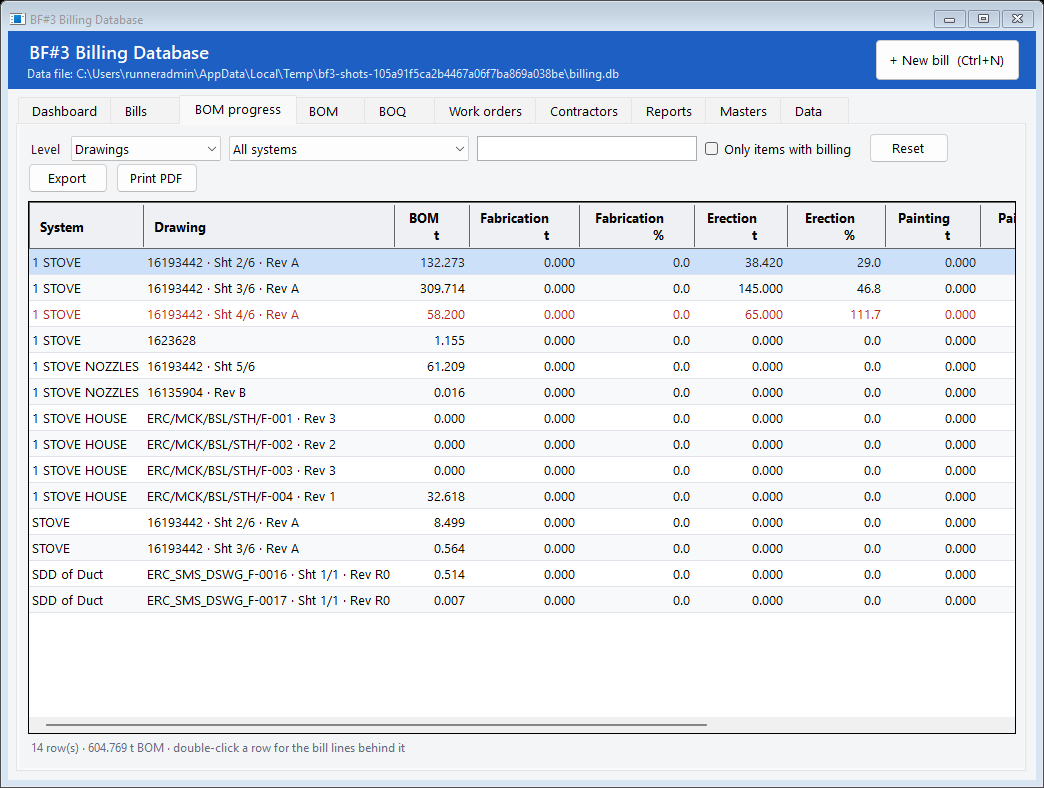 BF#3 Billing Database
BF#3 Billing Database
Data file: C:\Users\runneradmin\AppData\Local\Temp\bf3-shots-105a91f5ca2b4467a06f7ba869a038be\billing.db
+ New bill (Ctrl+N)
Dashboard Bills BOM progress BOM BOQ Work orders Contractors Reports Masters Data
Level Drawings All systems Only items with billing Reset
Export Print PDF
System Drawing BOM t Fabrication t Fabrication % Erection t Erection % Painting t Pai
1 STOVE 16193442 · Sht 2/6 · Rev A 132.273 0.000 0.0 38.420 29.0 0.000
1 STOVE 16193442 · Sht 3/6 · Rev A 309.714 0.000 0.0 145.000 46.8 0.000
1 STOVE 16193442 · Sht 4/6 · Rev A 58.200 0.000 0.0 65.000 111.7 0.000
1 STOVE 1623628 1.155 0.000 0.0 0.000 0.0 0.000
1 STOVE NOZZLES 16193442 · Sht 5/6 61.209 0.000 0.0 0.000 0.0 0.000
1 STOVE NOZZLES 16135904 · Rev B 0.016 0.000 0.0 0.000 0.0 0.000
1 STOVE HOUSE ERC/MCK/BSL/STH/F-001 · Rev 3 0.000 0.000 0.0 0.000 0.0 0.000
1 STOVE HOUSE ERC/MCK/BSL/STH/F-002 · Rev 2 0.000 0.000 0.0 0.000 0.0 0.000
1 STOVE HOUSE ERC/MCK/BSL/STH/F-003 · Rev 3 0.000 0.000 0.0 0.000 0.0 0.000
1 STOVE HOUSE ERC/MCK/BSL/STH/F-004 · Rev 1 32.618 0.000 0.0 0.000 0.0 0.000
STOVE 16193442 · Sht 2/6 · Rev A 8.499 0.000 0.0 0.000 0.0 0.000
STOVE 16193442 · Sht 3/6 · Rev A 0.564 0.000 0.0 0.000 0.0 0.000
SDD of Duct ERC_SMS_DSWG_F-0016 · Sht 1/1 · Rev R0 0.514 0.000 0.0 0.000 0.0 0.000
SDD of Duct ERC_SMS_DSWG_F-0017 · Sht 1/1 · Rev R0 0.007 0.000 0.0 0.000 0.0 0.000
14 row(s) · 604.769 t BOM · double-click a row for the bill lines behind it